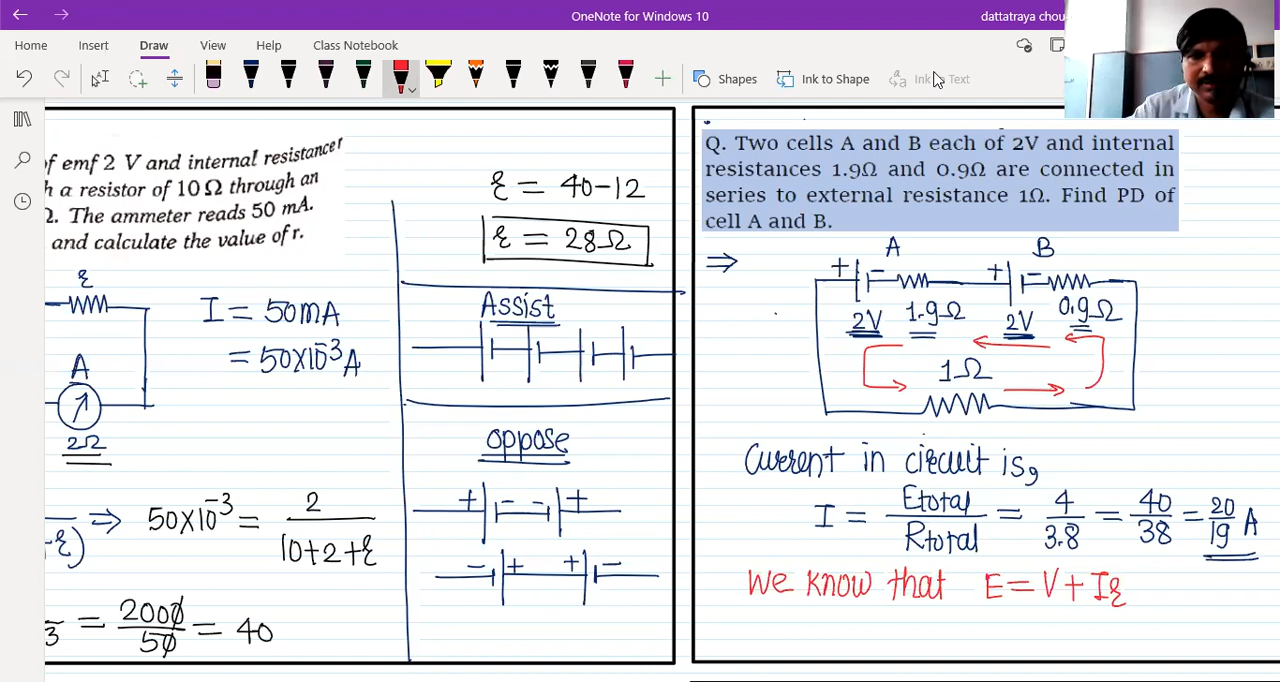 OneNote for Windows 10
dattatraya chou
Home Insert Draw View Help Class Notebook
Shapes Ink to Shape Ink to Text
of emf 2 V and internal resistance r
h a resistor of 10 Ω through an
Ω. The ammeter reads 50 mA.
and calculate the value of r.
r
I = 50mA
= 50×10⁻³A
A
2Ω
50×10⁻³ = 2 / (10+2+r)
= 2000/50 = 40
r = 40-12
r = 28Ω
Assist
oppose
+ - - +
- + + -
Q. Two cells A and B each of 2V and internal
resistances 1.9Ω and 0.9Ω are connected in
series to external resistance 1Ω. Find PD of
cell A and B.
⇒
A B
+ - + -
2V 1.9Ω 2V 0.9Ω
1Ω
Current in circuit is,
I = Etotal/Rtotal = 4/3.8 = 40/38 = 20/19 A
We know that E = V + Ir